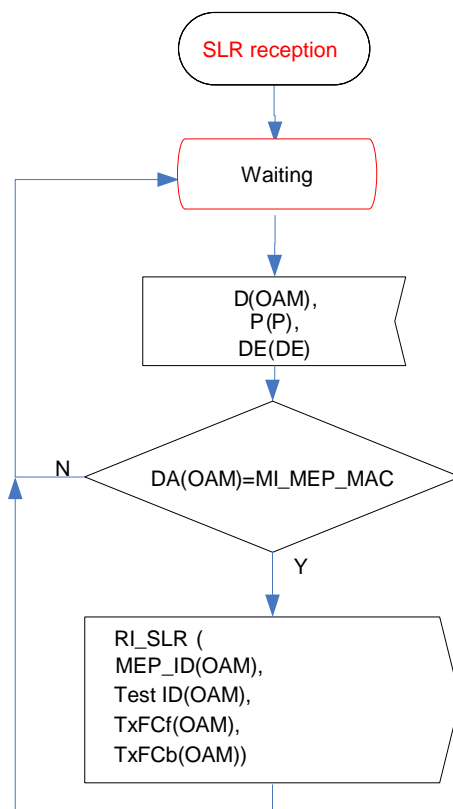 SLR reception
Waiting
D(OAM),
P(P),
DE(DE)
DA(OAM)=MI_MEP_MAC
N
Y
RI_SLR (
MEP_ID(OAM),
Test ID(OAM),
TxFCf(OAM),
TxFCb(OAM))